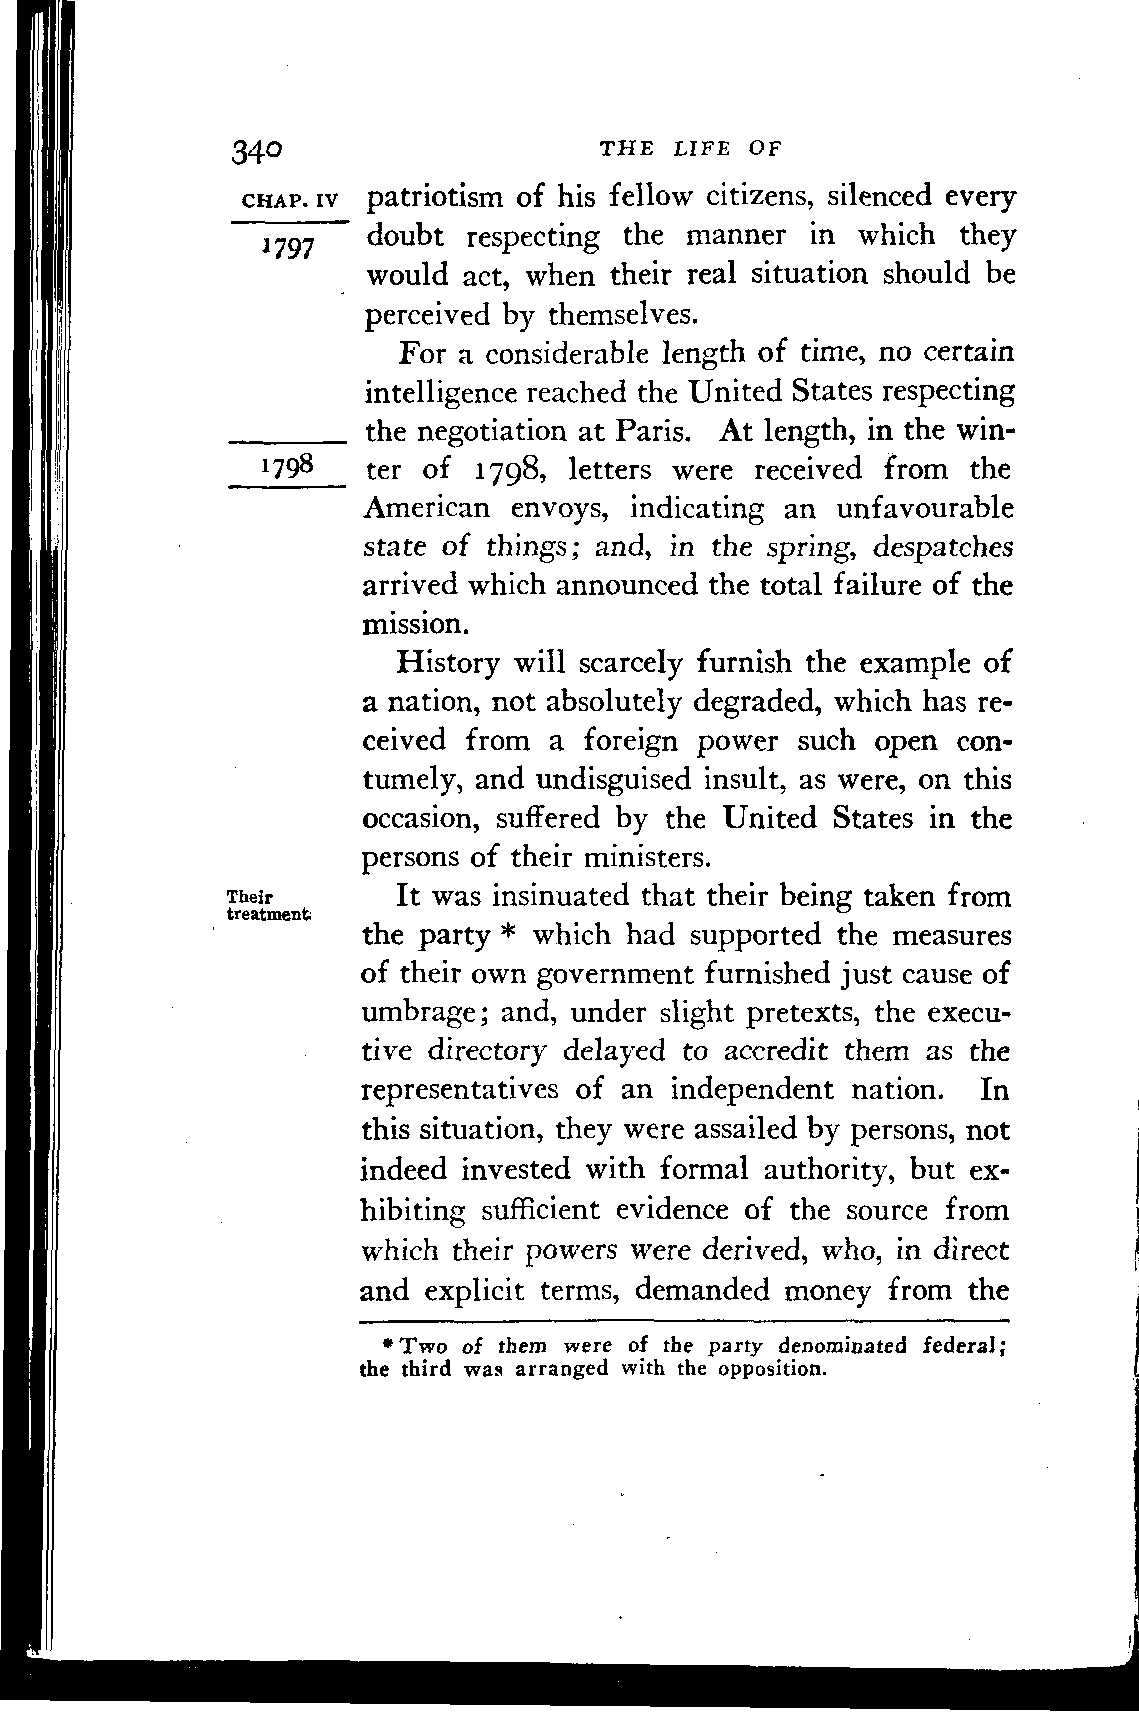 340 THE LIFE OF
CHAP. IV patriotism of his fellow citizens, silenced every
1797 doubt respecting the manner in which they
would act, when their real situation should be
perceived by themselves.
For a considerable length of time, no certain
intelligence reached the United States respecting
the negotiation at Paris. At length, in the win-
1798 ter of 1798, letters were received from the
American envoys, indicating an unfavourable
state of things; and, in the spring, despatches
arrived which announced the total failure of the
mission.
History will scarcely furnish the example of
a nation, not absolutely degraded, which has re-
ceived from a foreign power such open con-
tumely, and undisguised insult, as were, on this
occasion, suffered by the United States in the
persons of their ministers.
Their
treatment.
It was insinuated that their being taken from
the party * which had supported the measures
of their own government furnished just cause of
umbrage; and, under slight pretexts, the execu-
tive directory delayed to accredit them as the
representatives of an independent nation. In
this situation, they were assailed by persons, not
indeed invested with formal authority, but ex-
hibiting sufficient evidence of the source from
which their powers were derived, who, in direct
and explicit terms, demanded money from the
* Two of them were of the party denominated federal;
the third was arranged with the opposition.